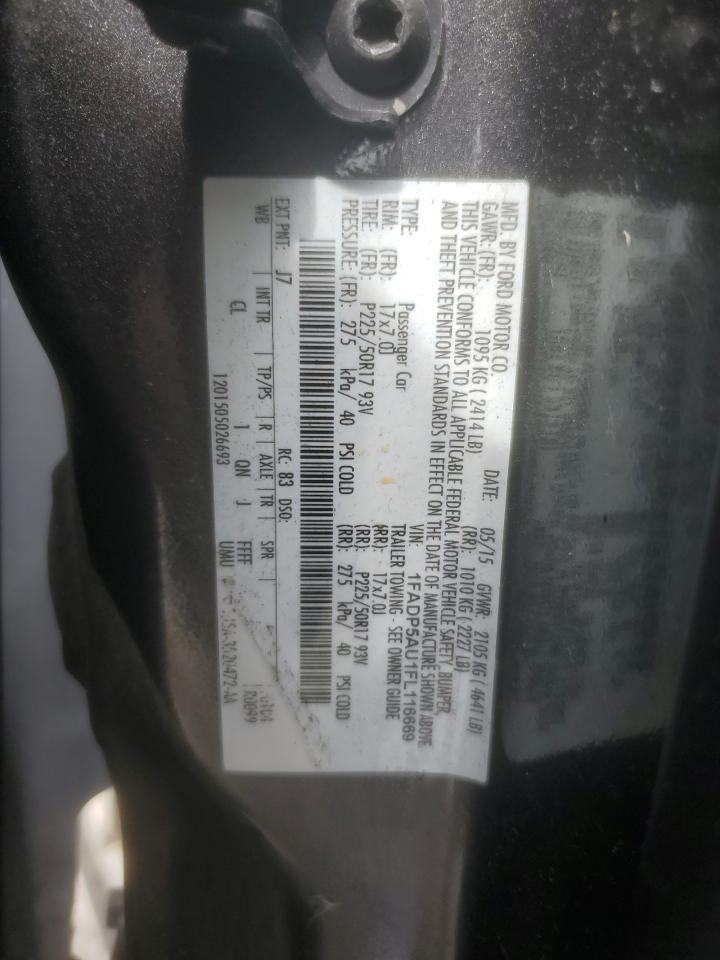 MFD. BY FORD MOTOR CO.
DATE: 05/15 GVWR: 2105 KG ( 4641 LB)
GAWR: (FR): 1095 KG ( 2414 LB) (RR): 1010 KG ( 2227 LB)
THIS VEHICLE CONFORMS TO ALL APPLICABLE FEDERAL MOTOR VEHICLE SAFETY, BUMPER,
AND THEFT PREVENTION STANDARDS IN EFFECT ON THE DATE OF MANUFACTURE SHOWN ABOVE
VIN: 1FADP5AU1FL116669
TYPE: Passenger Car TRAILER TOWING - SEE OWNER GUIDE
RIM: (FR): 17x7.0J (RR): 17x7.0J
TIRE: (FR): P225/50R17 93V (RR): P225/50R17 93V
PRESSURE: (FR): 275 kPa/ 40 PSI COLD (RR): 275 kPa/ 40 PSI COLD
EXT PNT: J7 RC: 83 DSO:
WB INT TR TP/PS R AXLE TR SPR
CL 1 QN J FFFF
1201505026693 UMU
R0099